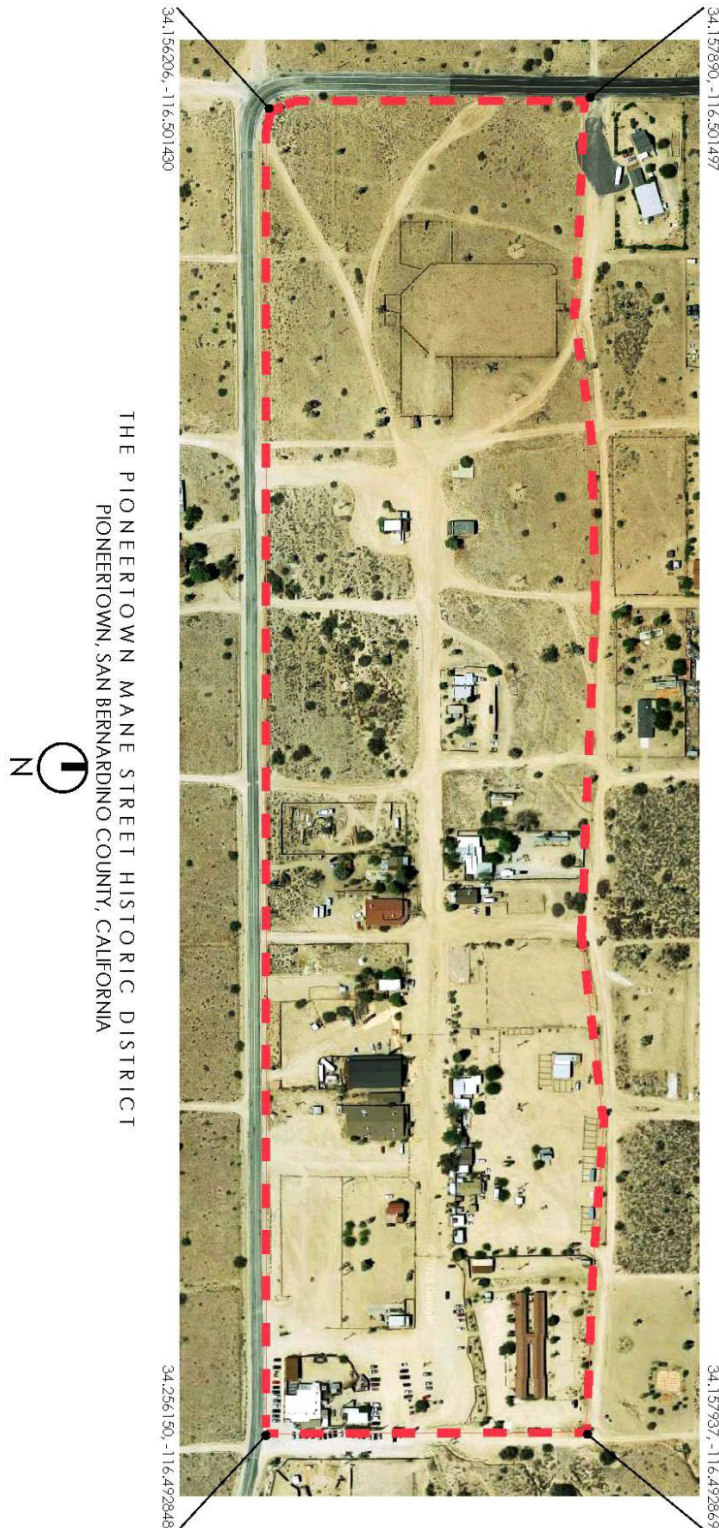 34.157890, -116.501497
34.157937, -116.492869
34.156206, -116.501430
34.256150, -116.492848
THE PIONEERTOWN MANE STREET HISTORIC DISTRICT
PIONEERTOWN, SAN BERNARDINO COUNTY, CALIFORNIA
N